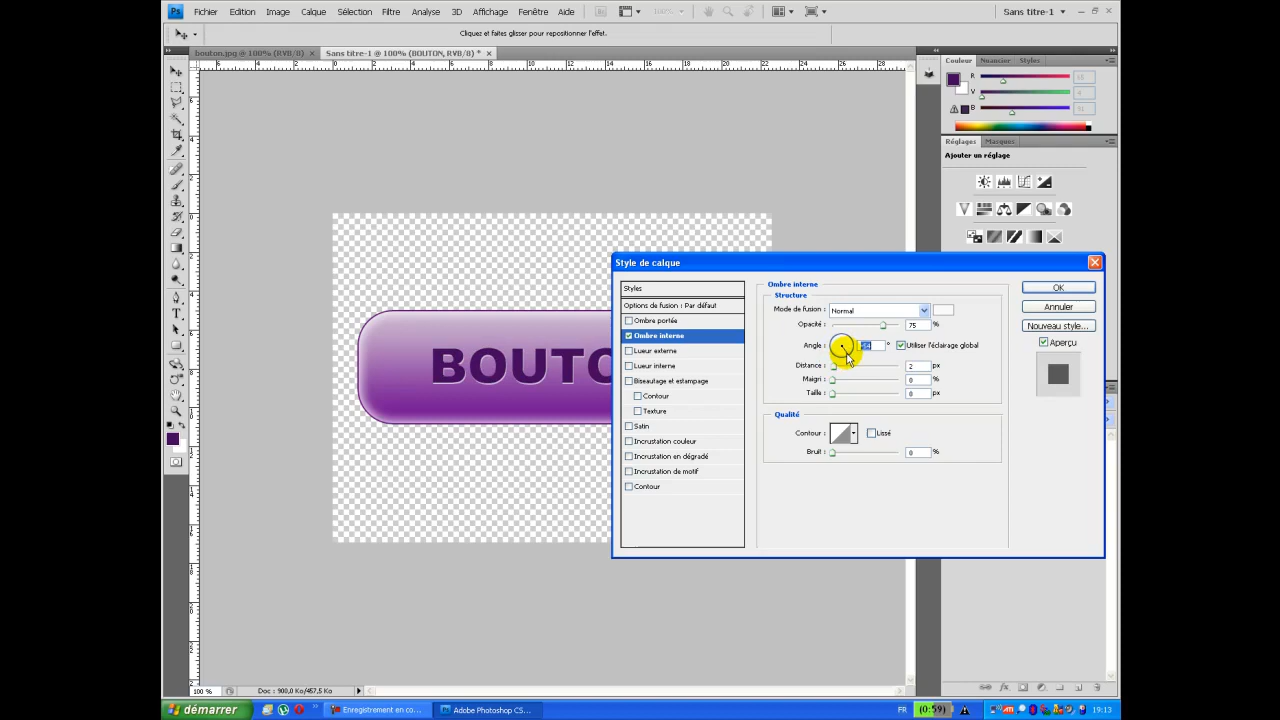 Ps Fichier Edition Image Calque Sélection Filtre Analyse 3D Affichage Fenêtre Aide Br 100% Sans titre-1
Cliquez et faites glisser pour repositionner l'effet.
bouton.jpg @ 100% (RVB/8) × Sans titre-1 @ 100% (BOUTON, RVB/8) * ×
Couleur Nuancier Styles
R
V
B
Réglages Masques
Ajouter un réglage
BOUTO
Style de calque
Styles
Options de fusion : Par défaut
Ombre portée
Ombre interne
Lueur externe
Lueur interne
Biseautage et estampage
Contour
Texture
Satin
Incrustation couleur
Incrustation en dégradé
Incrustation de motif
Contour
Ombre interne
Structure
Mode de fusion : Normal
Opacité : 75 %
Angle : ° Utiliser l'éclairage global
Distance : 2 px
Maigri : 0 %
Taille : 0 px
Qualité
Contour : Lissé
Bruit : 0 %
OK
Annuler
Nouveau style...
Aperçu
100 % Doc : 900,0 Ko/457,5 Ko
démarrer Enregistrement en co... Adobe Photoshop CS... FR (0:59) 19:13